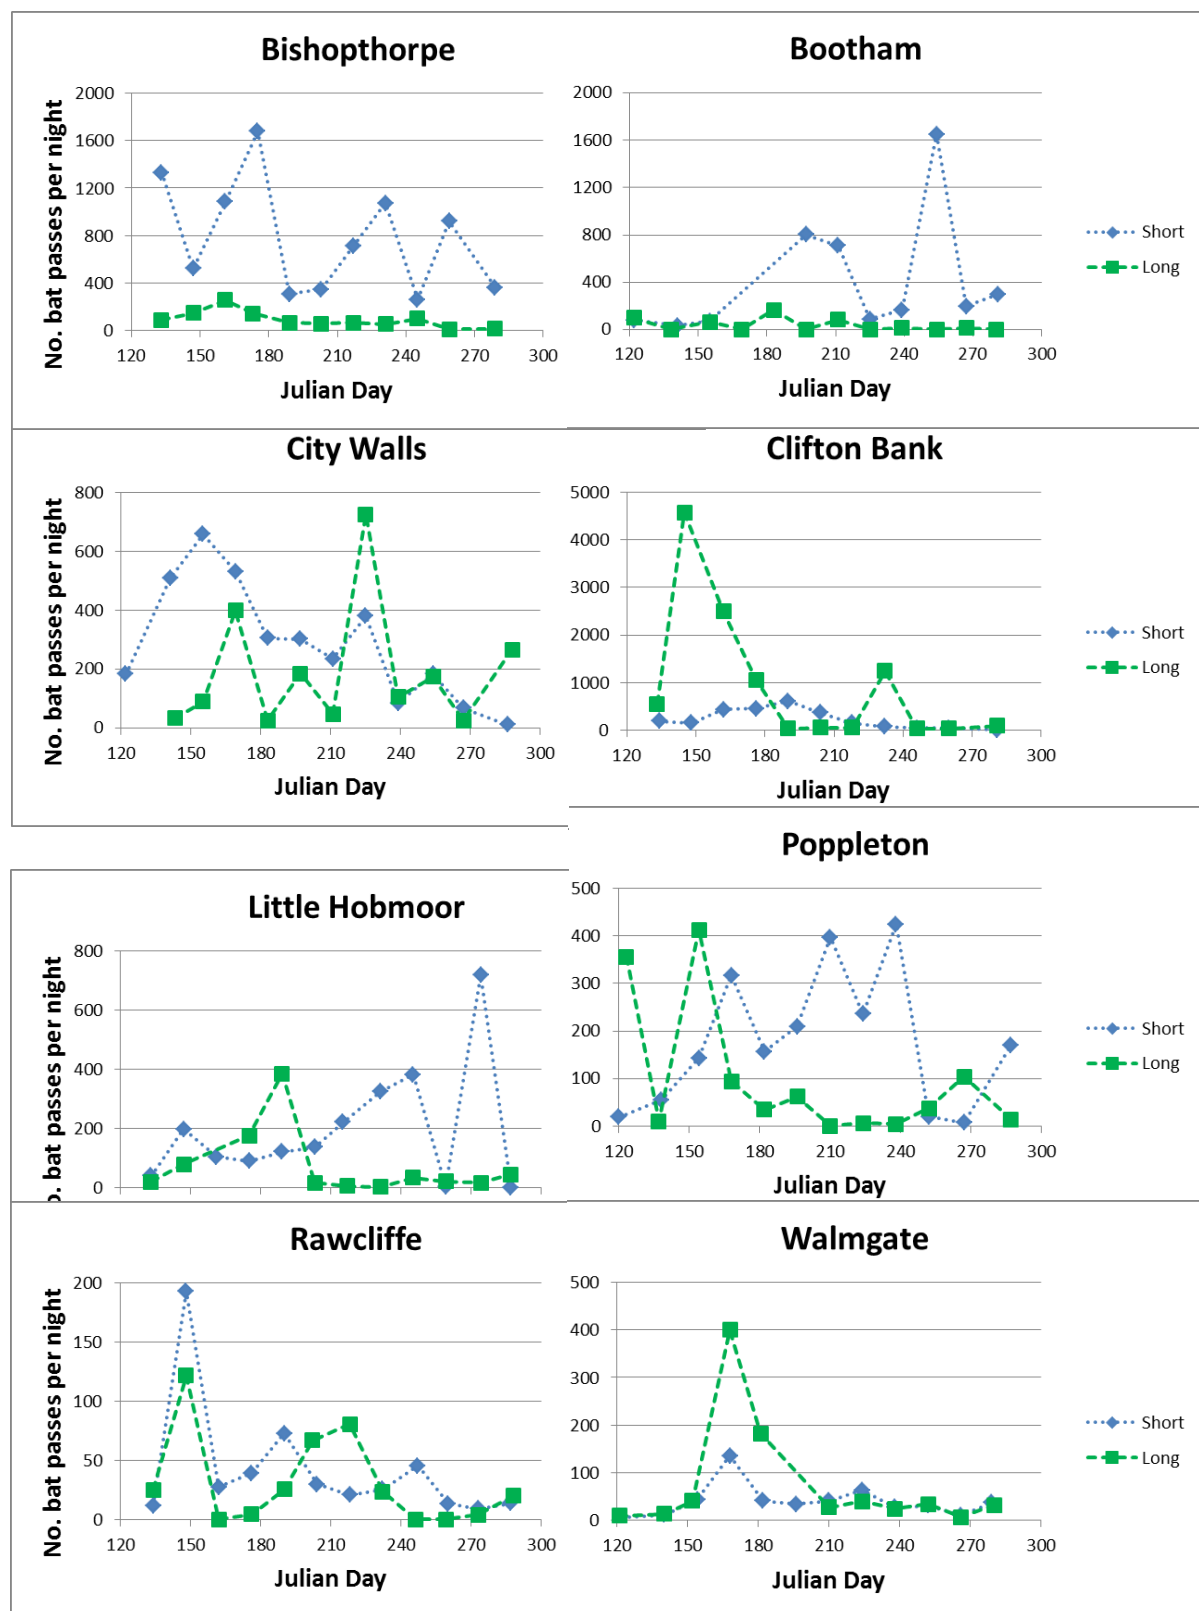 Bishopthorpe
No. bat passes per night
2000
1600
1200
800
400
0
120 150 180 210 240 270 300
Julian Day
Bootham
2000
1600
1200
800
400
0
120 150 180 210 240 270 300
Julian Day
Short
Long
City Walls
No. bat passes per night
800
600
400
200
0
120 150 180 210 240 270 300
Julian Day
Clifton Bank
5000
4000
3000
2000
1000
0
120 150 180 210 240 270 300
Julian Day
Short
Long
Little Hobmoor
o. bat passes per night
800
600
400
200
0
Poppleton
500
400
300
200
100
0
120 150 180 210 240 270 300
Julian Day
Short
Long
Rawcliffe
No. bat passes per night
200
150
100
50
0
120 150 180 210 240 270 300
Julian Day
Walmgate
500
400
300
200
100
0
120 150 180 210 240 270 300
Julian Day
Short
Long